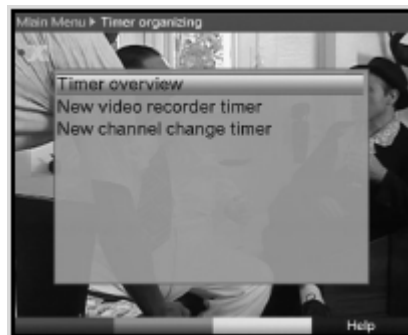 Main Menu ▶ Timer organizing
Timer overview
New video recorder timer
New channel change timer
Help